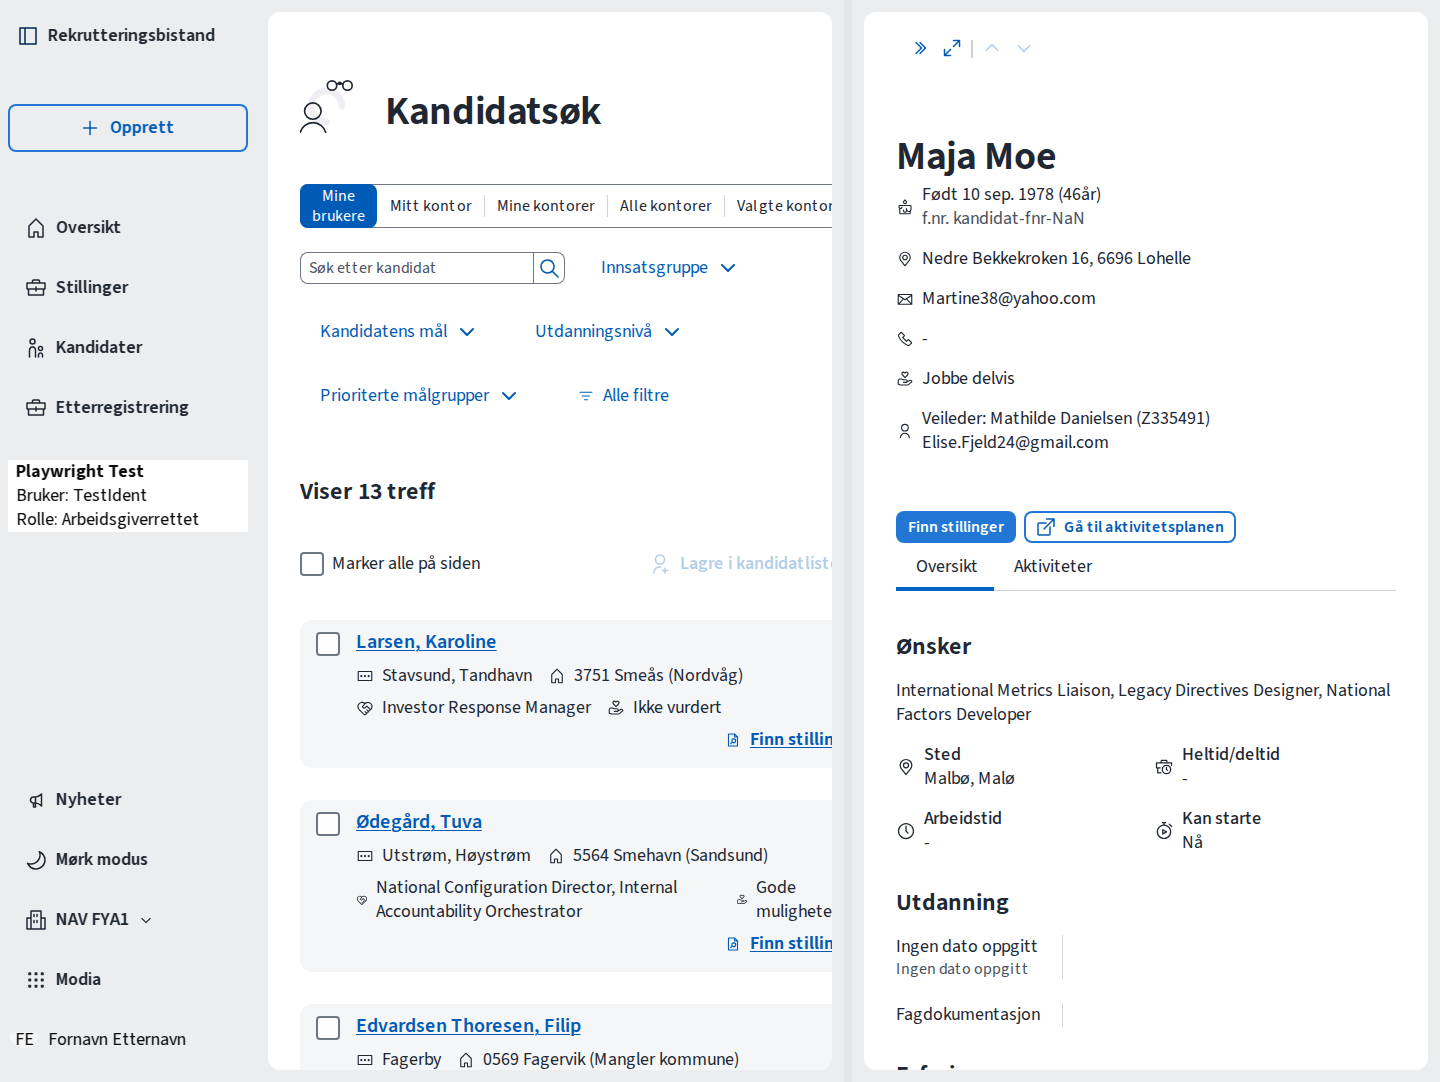 Rekrutteringsbistand
Opprett
Oversikt
Stillinger
Kandidater
Etterregistrering
Playwright Test
Bruker: TestIdent
Rolle: Arbeidsgiverrettet
Nyheter
Mørk modus
NAV FYA1
Modia
FE Fornavn Etternavn
Kandidatsøk
Mine brukere
Mitt kontor
Mine kontorer
Alle kontorer
Valgte kontor
Søk etter kandidat
Innsatsgruppe
Kandidatens mål
Utdanningsnivå
Prioriterte målgrupper
Alle filtre
Viser 13 treff
Marker alle på siden
Lagre i kandidatliste
Larsen, Karoline
Stavsund, Tandhavn
3751 Smeås (Nordvåg)
Investor Response Manager
Ikke vurdert
Finn stillin
Ødegård, Tuva
Utstrøm, Høystrøm
5564 Smehavn (Sandsund)
National Configuration Director, Internal
Accountability Orchestrator
Gode
mulighete
Finn stillin
Edvardsen Thoresen, Filip
Fagerby
0569 Fagervik (Mangler kommune)
Maja Moe
Født 10 sep. 1978 (46år)
f.nr. kandidat-fnr-NaN
Nedre Bekkekroken 16, 6696 Lohelle
Martine38@yahoo.com
-
Jobbe delvis
Veileder: Mathilde Danielsen (Z335491)
Elise.Fjeld24@gmail.com
Finn stillinger
Gå til aktivitetsplanen
Oversikt
Aktiviteter
Ønsker
International Metrics Liaison, Legacy Directives Designer, National
Factors Developer
Sted
Malbø, Malø
Heltid/deltid
-
Arbeidstid
-
Kan starte
Nå
Utdanning
Ingen dato oppgitt
Ingen dato oppgitt
Fagdokumentasjon